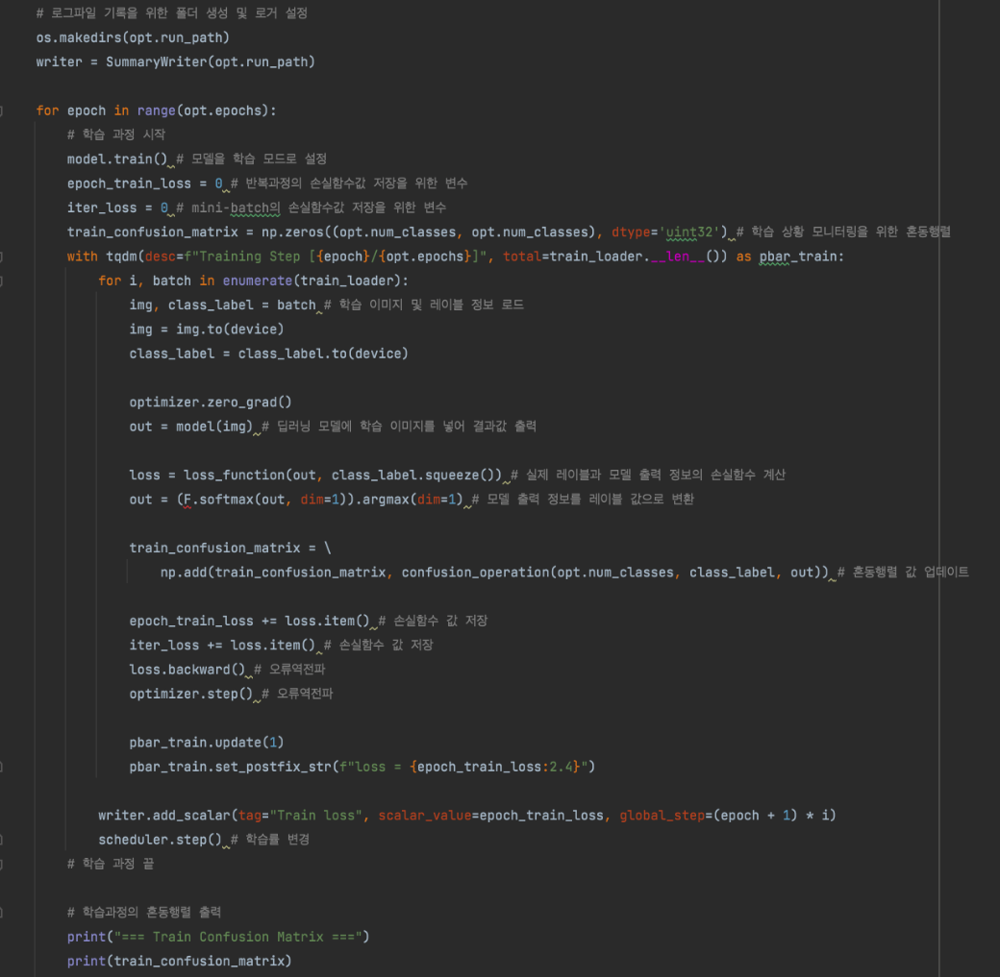 # 로그파일 기록을 위한 폴더 생성 및 로거 설정
os.makedirs(opt.run_path)
writer = SummaryWriter(opt.run_path)
for epoch in range(opt.epochs):
# 학습 과정 시작
model.train() # 모델을 학습 모드로 설정
epoch_train_loss = 0 # 반복과정의 손실함수값 저장을 위한 변수
iter_loss = 0 # mini-batch의 손실함수값 저장을 위한 변수
train_confusion_matrix = np.zeros((opt.num_classes, opt.num_classes), dtype='uint32') # 학습 상황 모니터링을 위한 혼동행렬
with tqdm(desc=f"Training Step [{epoch}/{opt.epochs}]", total=train_loader.__len__()) as pbar_train:
for i, batch in enumerate(train_loader):
img, class_label = batch # 학습 이미지 및 레이블 정보 로드
img = img.to(device)
class_label = class_label.to(device)
optimizer.zero_grad()
out = model(img) # 딥러닝 모델에 학습 이미지를 넣어 결과값 출력
loss = loss_function(out, class_label.squeeze()) # 실제 레이블과 모델 출력 정보의 손실함수 계산
out = (F.softmax(out, dim=1)).argmax(dim=1) # 모델 출력 정보를 레이블 값으로 변환
train_confusion_matrix = \
np.add(train_confusion_matrix, confusion_operation(opt.num_classes, class_label, out)) # 혼동행렬 값 업데이트
epoch_train_loss += loss.item() # 손실함수 값 저장
iter_loss += loss.item() # 손실함수 값 저장
loss.backward() # 오류역전파
optimizer.step() # 오류역전파
pbar_train.update(1)
pbar_train.set_postfix_str(f"loss = {epoch_train_loss:2.4}")
writer.add_scalar(tag="Train loss", scalar_value=epoch_train_loss, global_step=(epoch + 1) * i)
scheduler.step() # 학습률 변경
# 학습 과정 끝
# 학습과정의 혼동행렬 출력
print("=== Train Confusion Matrix ===")
print(train_confusion_matrix)